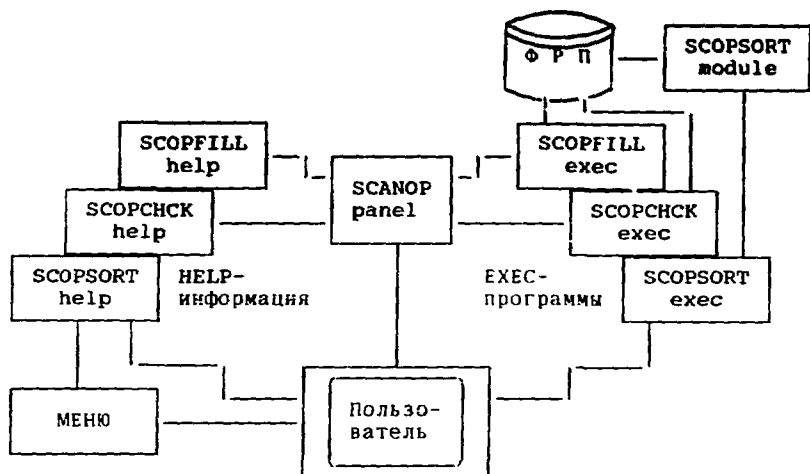 Ф Р П
SCOPSORT
module
SCOPFILL
help
SCANOP
panel
SCOPFILL
exec
SCOPCHCK
help
SCOPCHCK
exec
SCOPSORT
help
HELP-
информация
EXEC-
программы
SCOPSORT
exec
МЕНЮ
Пользо-
ватель